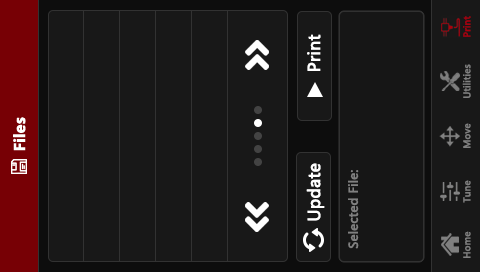 Files
Print
Update
Selected File:
Home
Tune
Move
Utilities
Print